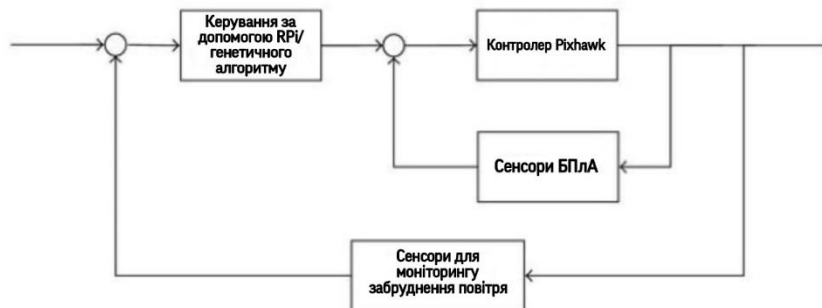 Керування за
допомогою RPi/
генетичного
алгоритму
Контролер Pixhawk
Сенсори БПлА
Сенсори для
моніторингу
забруднення повітря